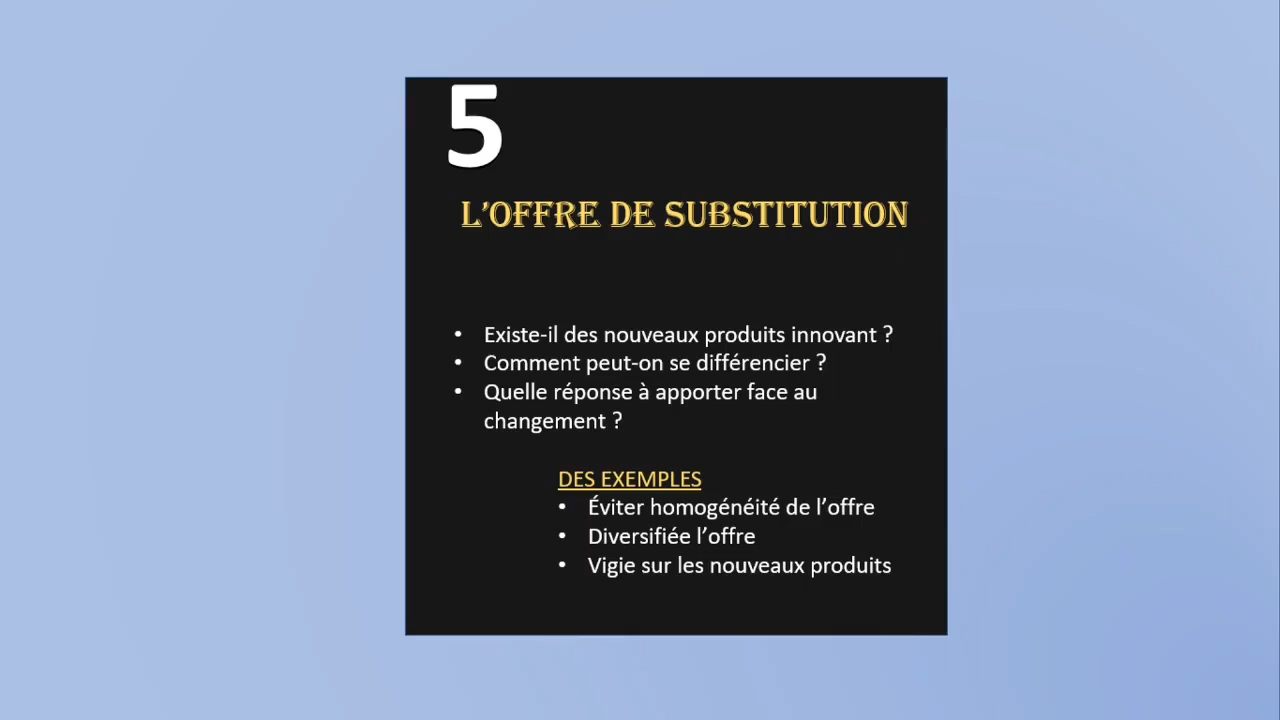 5
L'OFFRE DE SUBSTITUTION
• Existe-il des nouveaux produits innovant ?
• Comment peut-on se différencier ?
• Quelle réponse à apporter face au
changement ?
DES EXEMPLES
• Éviter homogénéité de l'offre
• Diversifiée l'offre
• Vigie sur les nouveaux produits